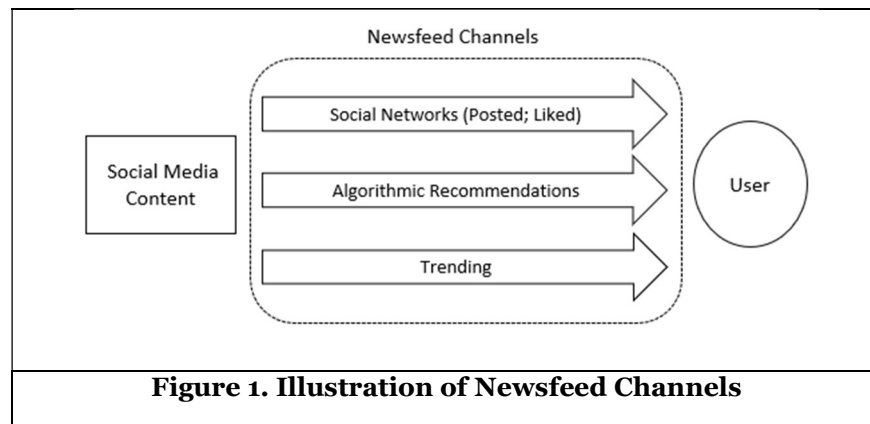 Newsfeed Channels
Social Networks (Posted; Liked)
Social Media
Content
Algorithmic Recommendations
User
Trending
Figure 1. Illustration of Newsfeed Channels